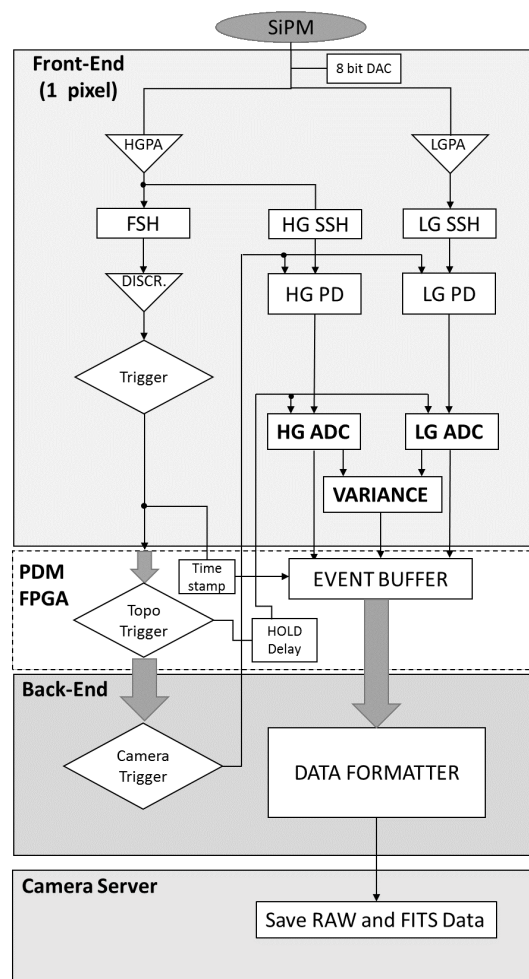 SiPM
Front-End
(1 pixel)
8 bit DAC
HGPA
LGPA
FSH
HG SSH
LG SSH
DISCR.
HG PD
LG PD
Trigger
HG ADC
LG ADC
VARIANCE
PDM
FPGA
Time
stamp
EVENT BUFFER
Topo
Trigger
HOLD
Delay
Back-End
Camera
Trigger
DATA FORMATTER
Camera Server
Save RAW and FITS Data